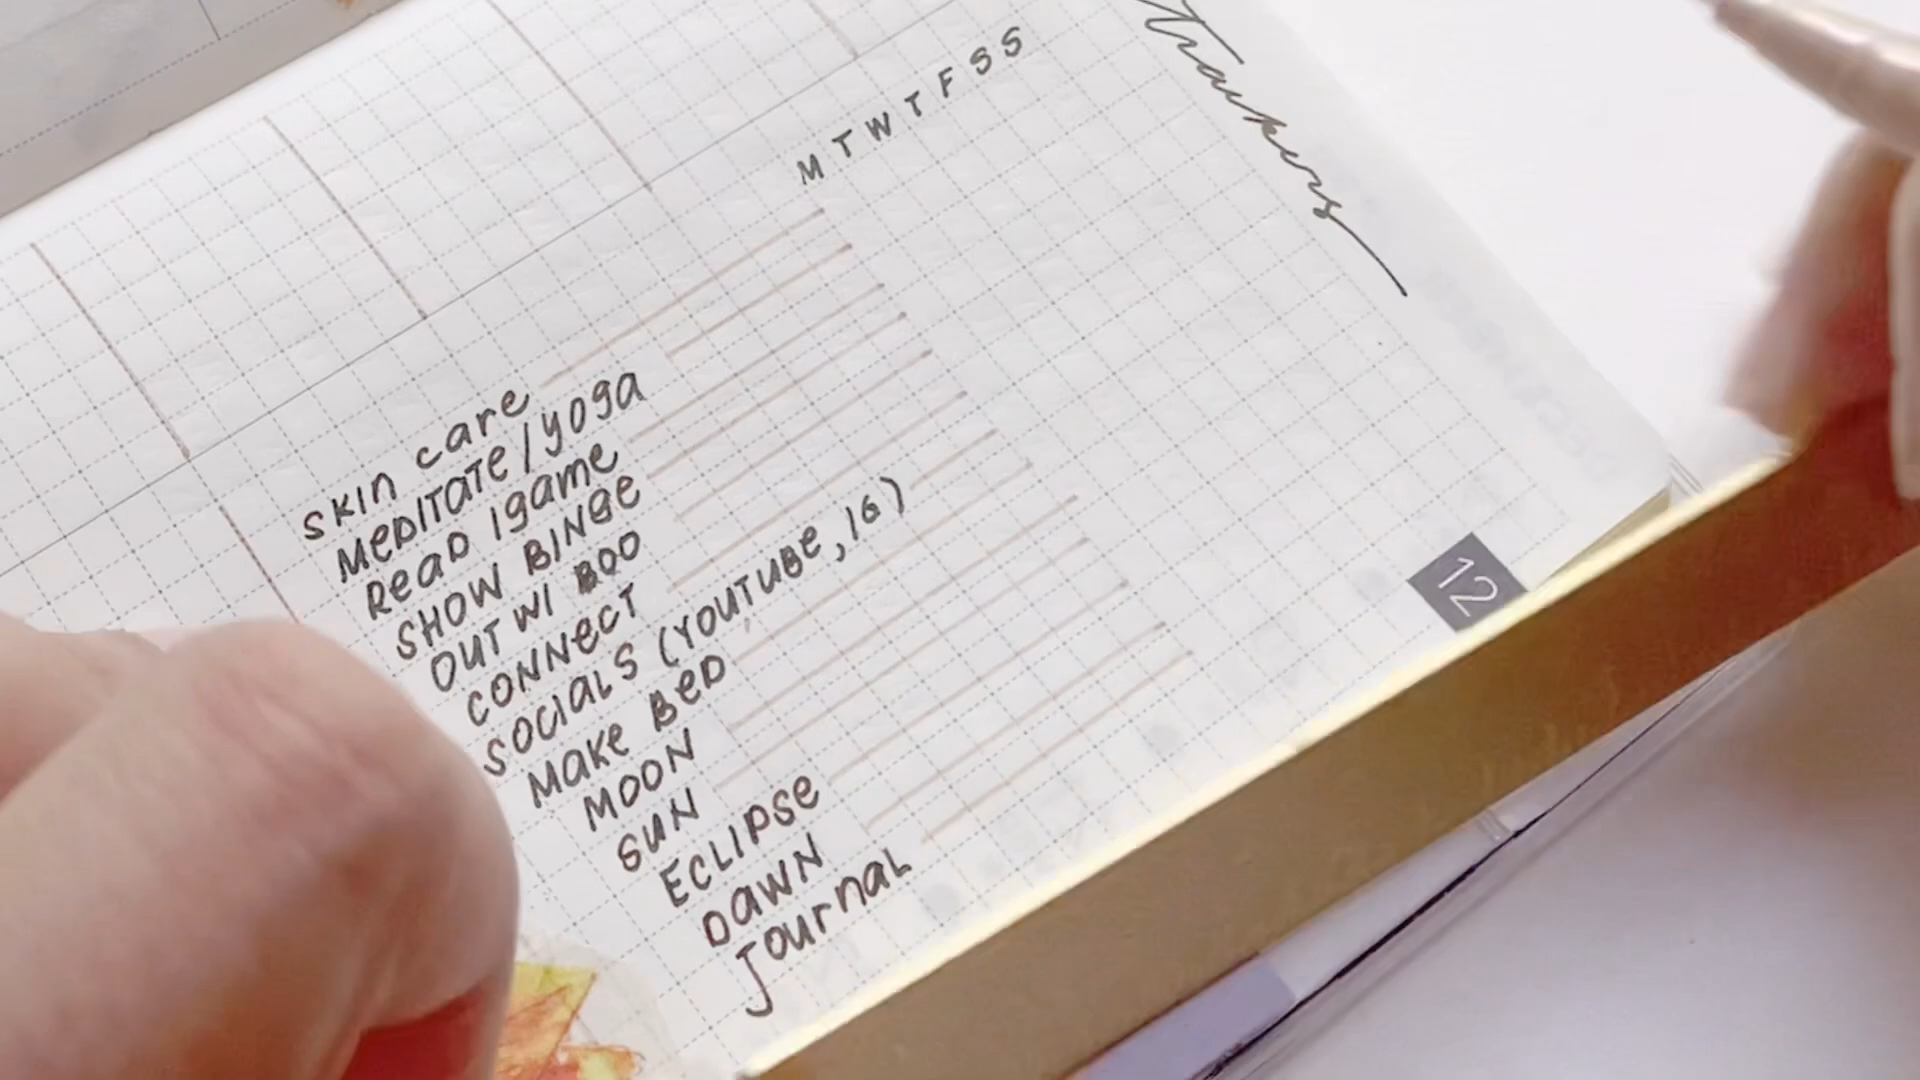 trackers
M T W T F S S
SKIN CARE
MEDITATE/YOGA
READ 1game
SHOW BINGE
OUT W/ BOO
CONNECT
SOCIALS (YOUTUBE, IG)
MAKE BED
MOON
SUN
ECLIPSE
DAWN
JOURNAL
12